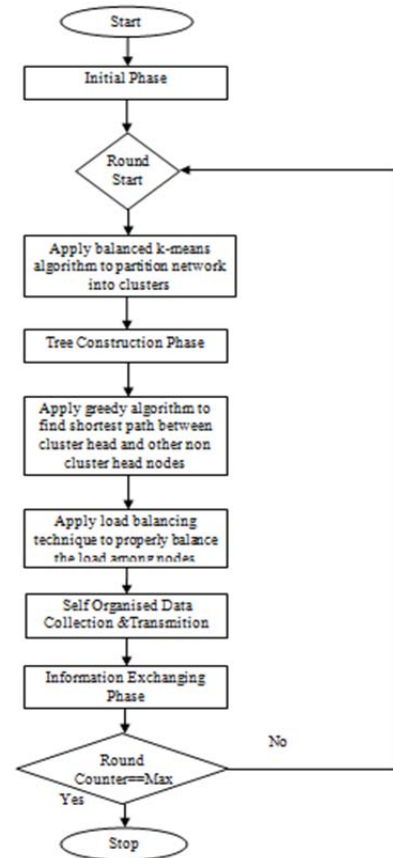 Start
Initial Phase
Round
Start
Apply balanced k-means
algorithm to partition network
into clusters
Tree Construction Phase
Apply greedy algorithm to
find shortest path between
cluster head and other non
cluster head nodes
Apply load balancing
technique to properly balance
the load among nodes
Self Organised Data
Collection &Transmition
Information Exchanging
Phase
No
Round
Counter==Max
Yes
Stop